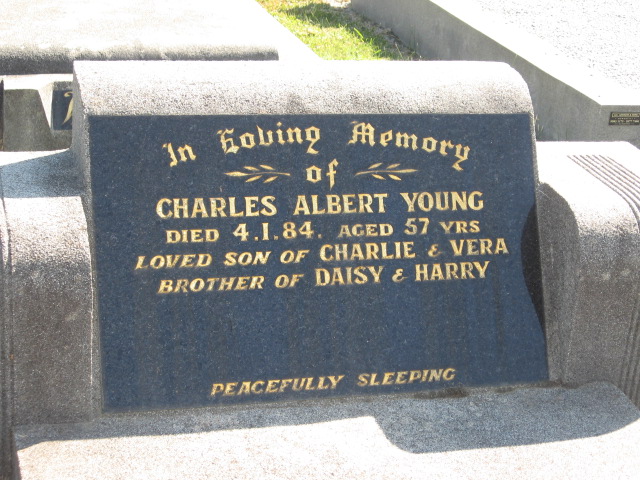 In Loving Memory
of
CHARLES ALBERT YOUNG
DIED 4.1.84. AGED 57 YRS
LOVED SON OF CHARLIE & VERA
BROTHER OF DAISY & HARRY
PEACEFULLY SLEEPING